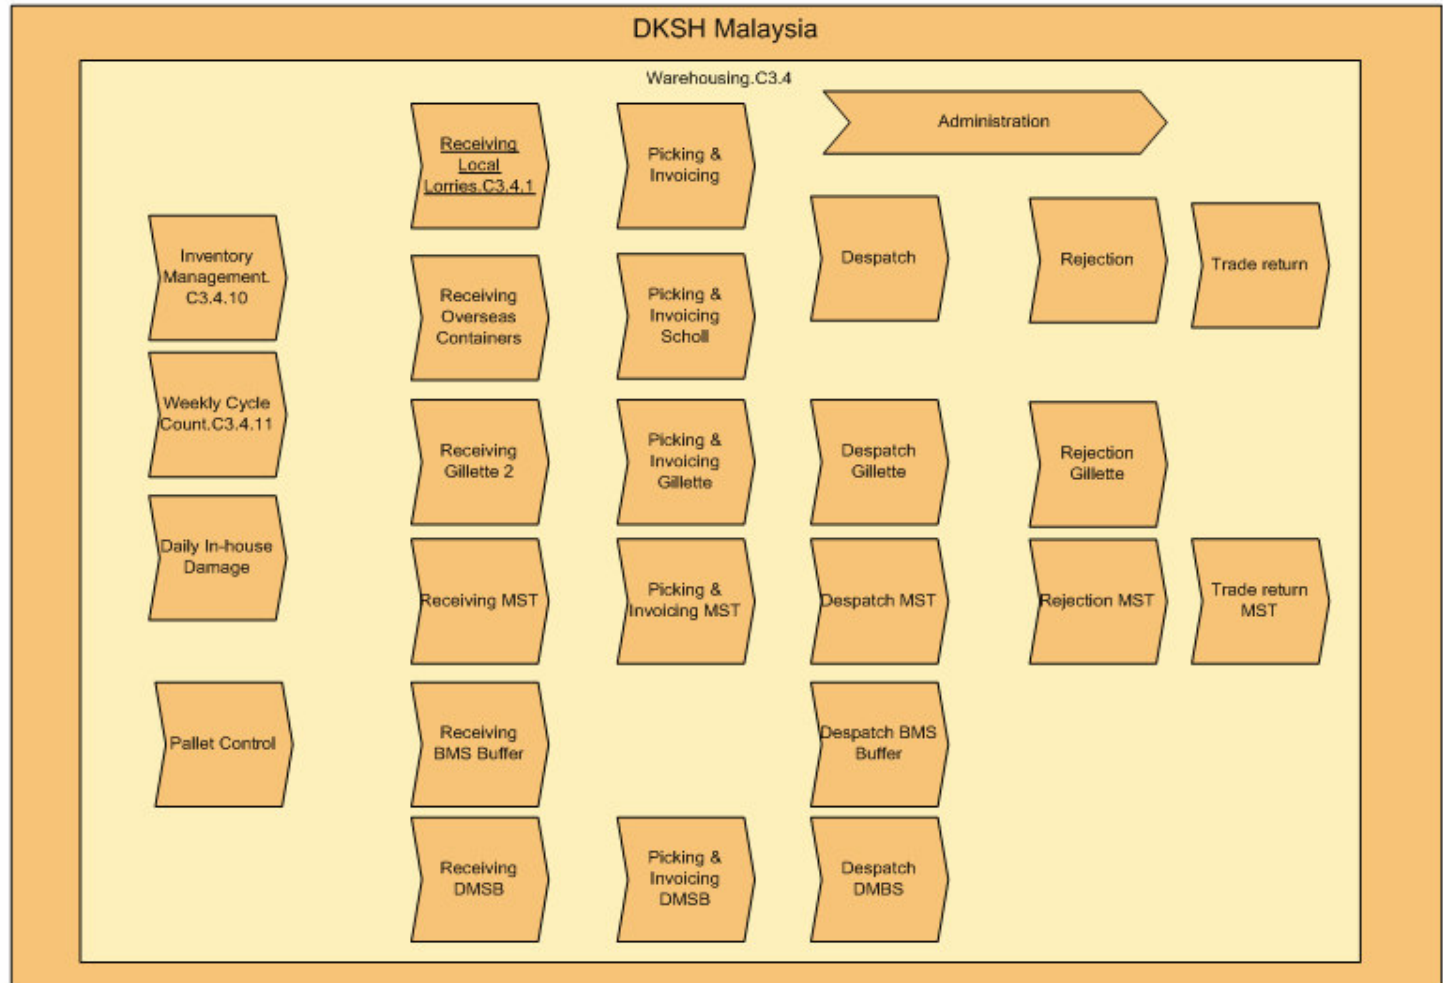 DKSH Malaysia
Warehousing.C3.4
Administration
Inventory
Management.
C3.4.10
Weekly Cycle
Count.C3.4.11
Daily In-house
Damage
Pallet Control
Receiving
Local
Lorries.C3.4.1
Receiving
Overseas
Containers
Receiving
Gillette 2
Receiving MST
Receiving
BMS Buffer
Receiving
DMSB
Picking &
Invoicing
Picking &
Invoicing
Scholl
Picking &
Invoicing
Gillette
Picking &
Invoicing MST
Picking &
Invoicing
DMSB
Despatch
Despatch
Gillette
Despatch MST
Despatch BMS
Buffer
Despatch
DMBS
Rejection
Rejection
Gillette
Rejection MST
Trade return
Trade return
MST